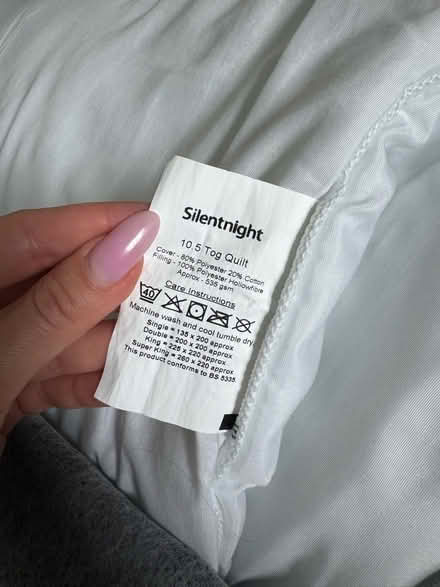 Silentnight
10.5 Tog Quilt
Cover - 80% Polyester 20% Cotton
Filling - 100% Polyester Hollowfibre
Approx - 535 gsm
Care Instructions
40
Machine wash and cool tumble dry
Single = 135 x 200 approx
Double = 200 x 200 approx
King = 225 x 220 approx
Super King = 260 x 220 approx
This product conforms to BS 5335.